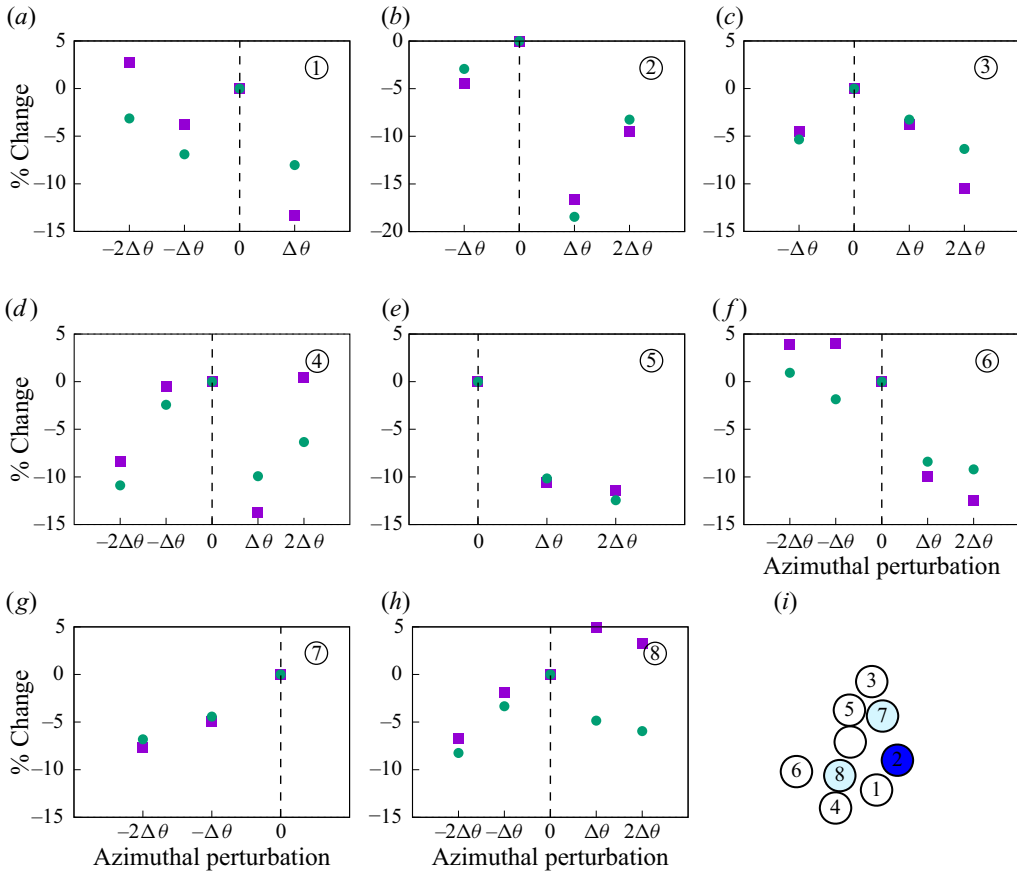 (a) (b) (c)
5 0 5
① ② ③
0 −5 0
−5 −10 −5
−10 −15 −10
−15 −20 −15
% Change
−2Δθ −Δθ 0 Δθ −Δθ 0 Δθ 2Δθ −Δθ 0 Δθ 2Δθ
(d) (e) (f)
5 5 5
④ ⑤ ⑥
0 0 0
−5 −5 −5
−10 −10 −10
−15 −15 −15
% Change
−2Δθ −Δθ 0 Δθ 2Δθ 0 Δθ 2Δθ −2Δθ −Δθ 0 Δθ 2Δθ
Azimuthal perturbation
(g) (h) (i)
5 5
⑦ ⑧
0 0
−5 −5
−10 −10
−15 −15
% Change
−2Δθ −Δθ 0 −2Δθ −Δθ 0 Δθ 2Δθ
Azimuthal perturbation Azimuthal perturbation
3
5 7
2
6 8 1
4